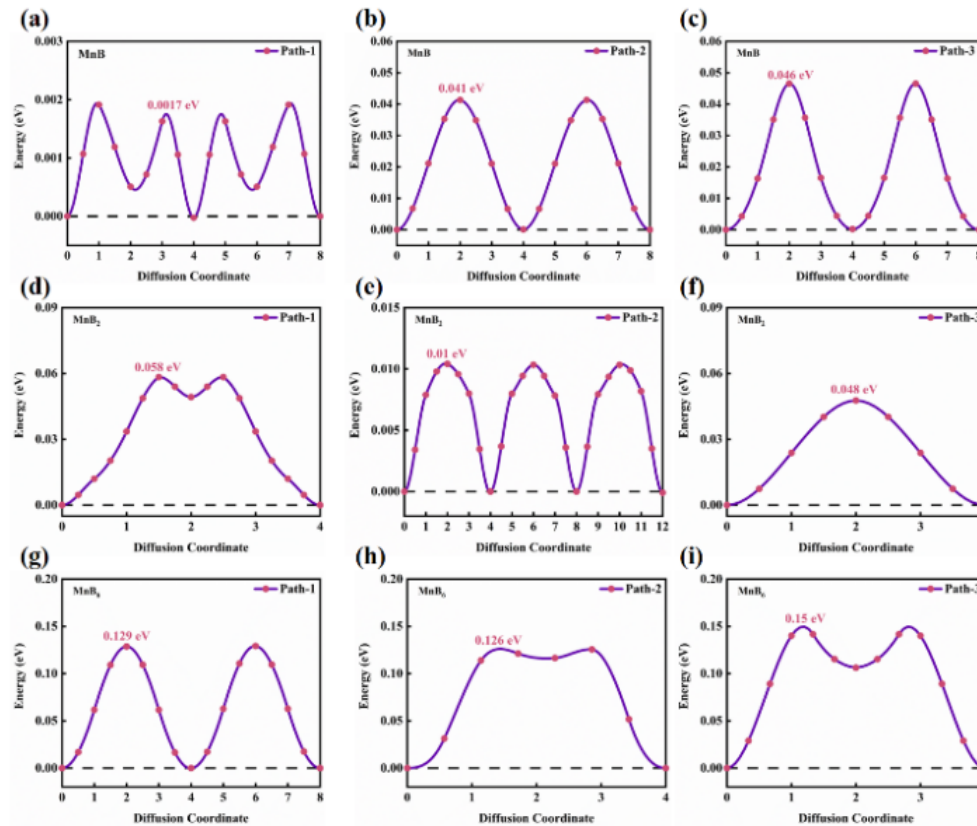 (a)
MnB
Path-1
0.0017 eV
0.003
0.002
0.001
0.000
Energy (eV)
0 1 2 3 4 5 6 7 8
Diffusion Coordinate
(b)
MnB
Path-2
0.041 eV
0.06
0.05
0.04
0.03
0.02
0.01
0.00
Energy (eV)
0 1 2 3 4 5 6 7 8
Diffusion Coordinate
(c)
MnB
Path-3
0.046 eV
0.06
0.05
0.04
0.03
0.02
0.01
0.00
Energy (eV)
0 1 2 3 4 5 6 7 8
Diffusion Coordinate
(d)
MnB₂
Path-1
0.058 eV
0.09
0.06
0.03
0.00
Energy (eV)
0 1 2 3 4
Diffusion Coordinate
(e)
MnB₂
Path-2
0.01 eV
0.015
0.010
0.005
0.000
Energy (eV)
0 1 2 3 4 5 6 7 8 9 10 11 12
Diffusion Coordinate
(f)
MnB₂
Path-3
0.048 eV
0.09
0.06
0.03
0.00
Energy (eV)
0 1 2 3
Diffusion Coordinate
(g)
MnB₆
Path-1
0.129 eV
0.20
0.15
0.10
0.05
0.00
Energy (eV)
0 1 2 3 4 5 6 7 8
Diffusion Coordinate
(h)
MnB₆
Path-2
0.126 eV
0.20
0.15
0.10
0.05
0.00
Energy (eV)
0 1 2 3 4
Diffusion Coordinate
(i)
MnB₆
Path-3
0.15 eV
0.20
0.15
0.10
0.05
0.00
Energy (eV)
0 1 2 3
Diffusion Coordinate